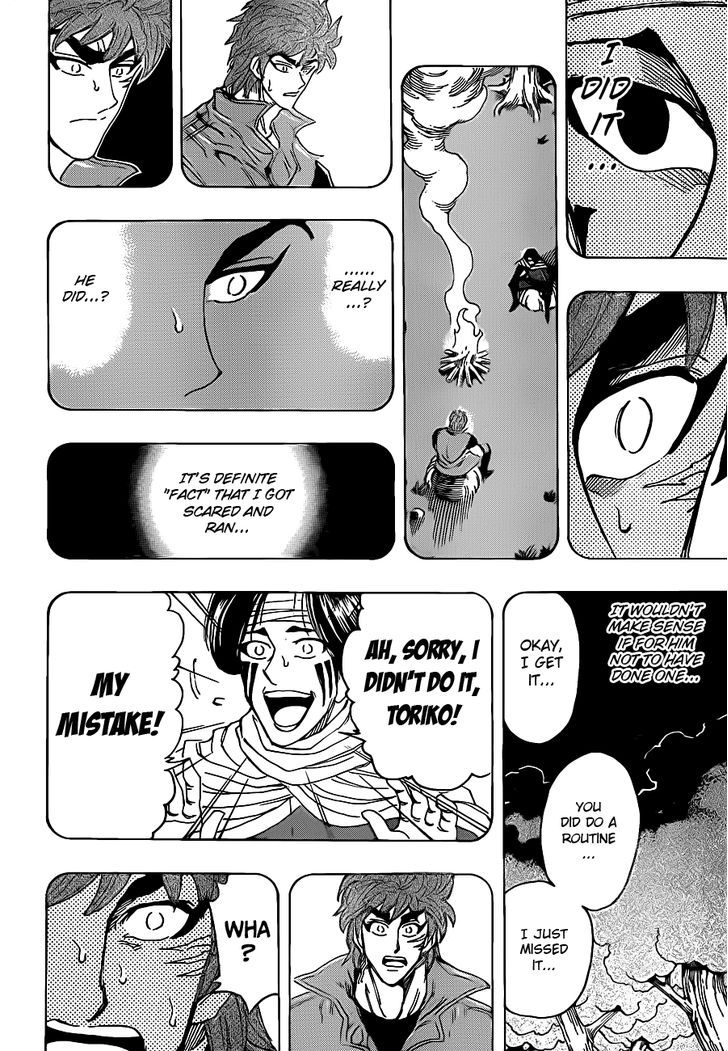 I
DID
IT
...
......
REALLY
...?
HE
DID...?
IT'S DEFINITE
"FACT" THAT I GOT
SCARED AND
RAN...
IT WOULDN'T
MAKE SENSE
IF FOR HIM
NOT TO HAVE
DONE ONE...
OKAY,
I GET
IT...
YOU
DID DO A
ROUTINE
...
I JUST
MISSED
IT...
AH, SORRY, I
DIDN'T DO IT,
TORIKO!
MY
MISTAKE!
WHA
?